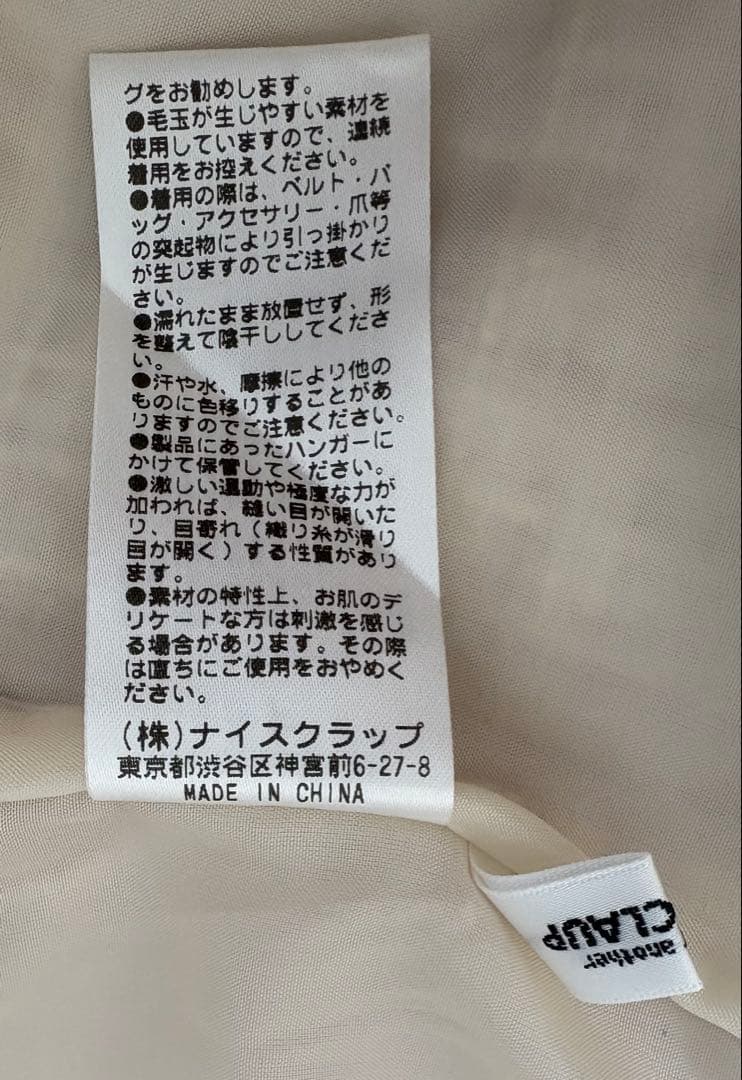 グをお勧めします。
●毛玉が生じやすい素材を
使用していますので、連続
着用をお控えください。
●着用の際は、ベルト・バ
ッグ・アクセサリー・爪等
の突起物により引っ掛かり
が生じますのでご注意くだ
さい。
●濡れたまま放置せず、形
を整えて陰干ししてくださ
い。
●汗や水、摩擦により他の
ものに色移りすることがあ
りますのでご注意ください。
●製品にあったハンガーに
かけて保管してください。
●激しい運動や極度な力が
加われば、縫い目が開いた
り、目寄れ(織り糸が滑り
目が開く)する性質があり
ます。
●素材の特性上、お肌のデ
リケートな方は刺激を感じ
る場合があります。その際
は直ちにご使用をおやめく
ださい。
(株)ナイスクラップ
東京都渋谷区神宮前6-27-8
MADE IN CHINA
another
CLAUP